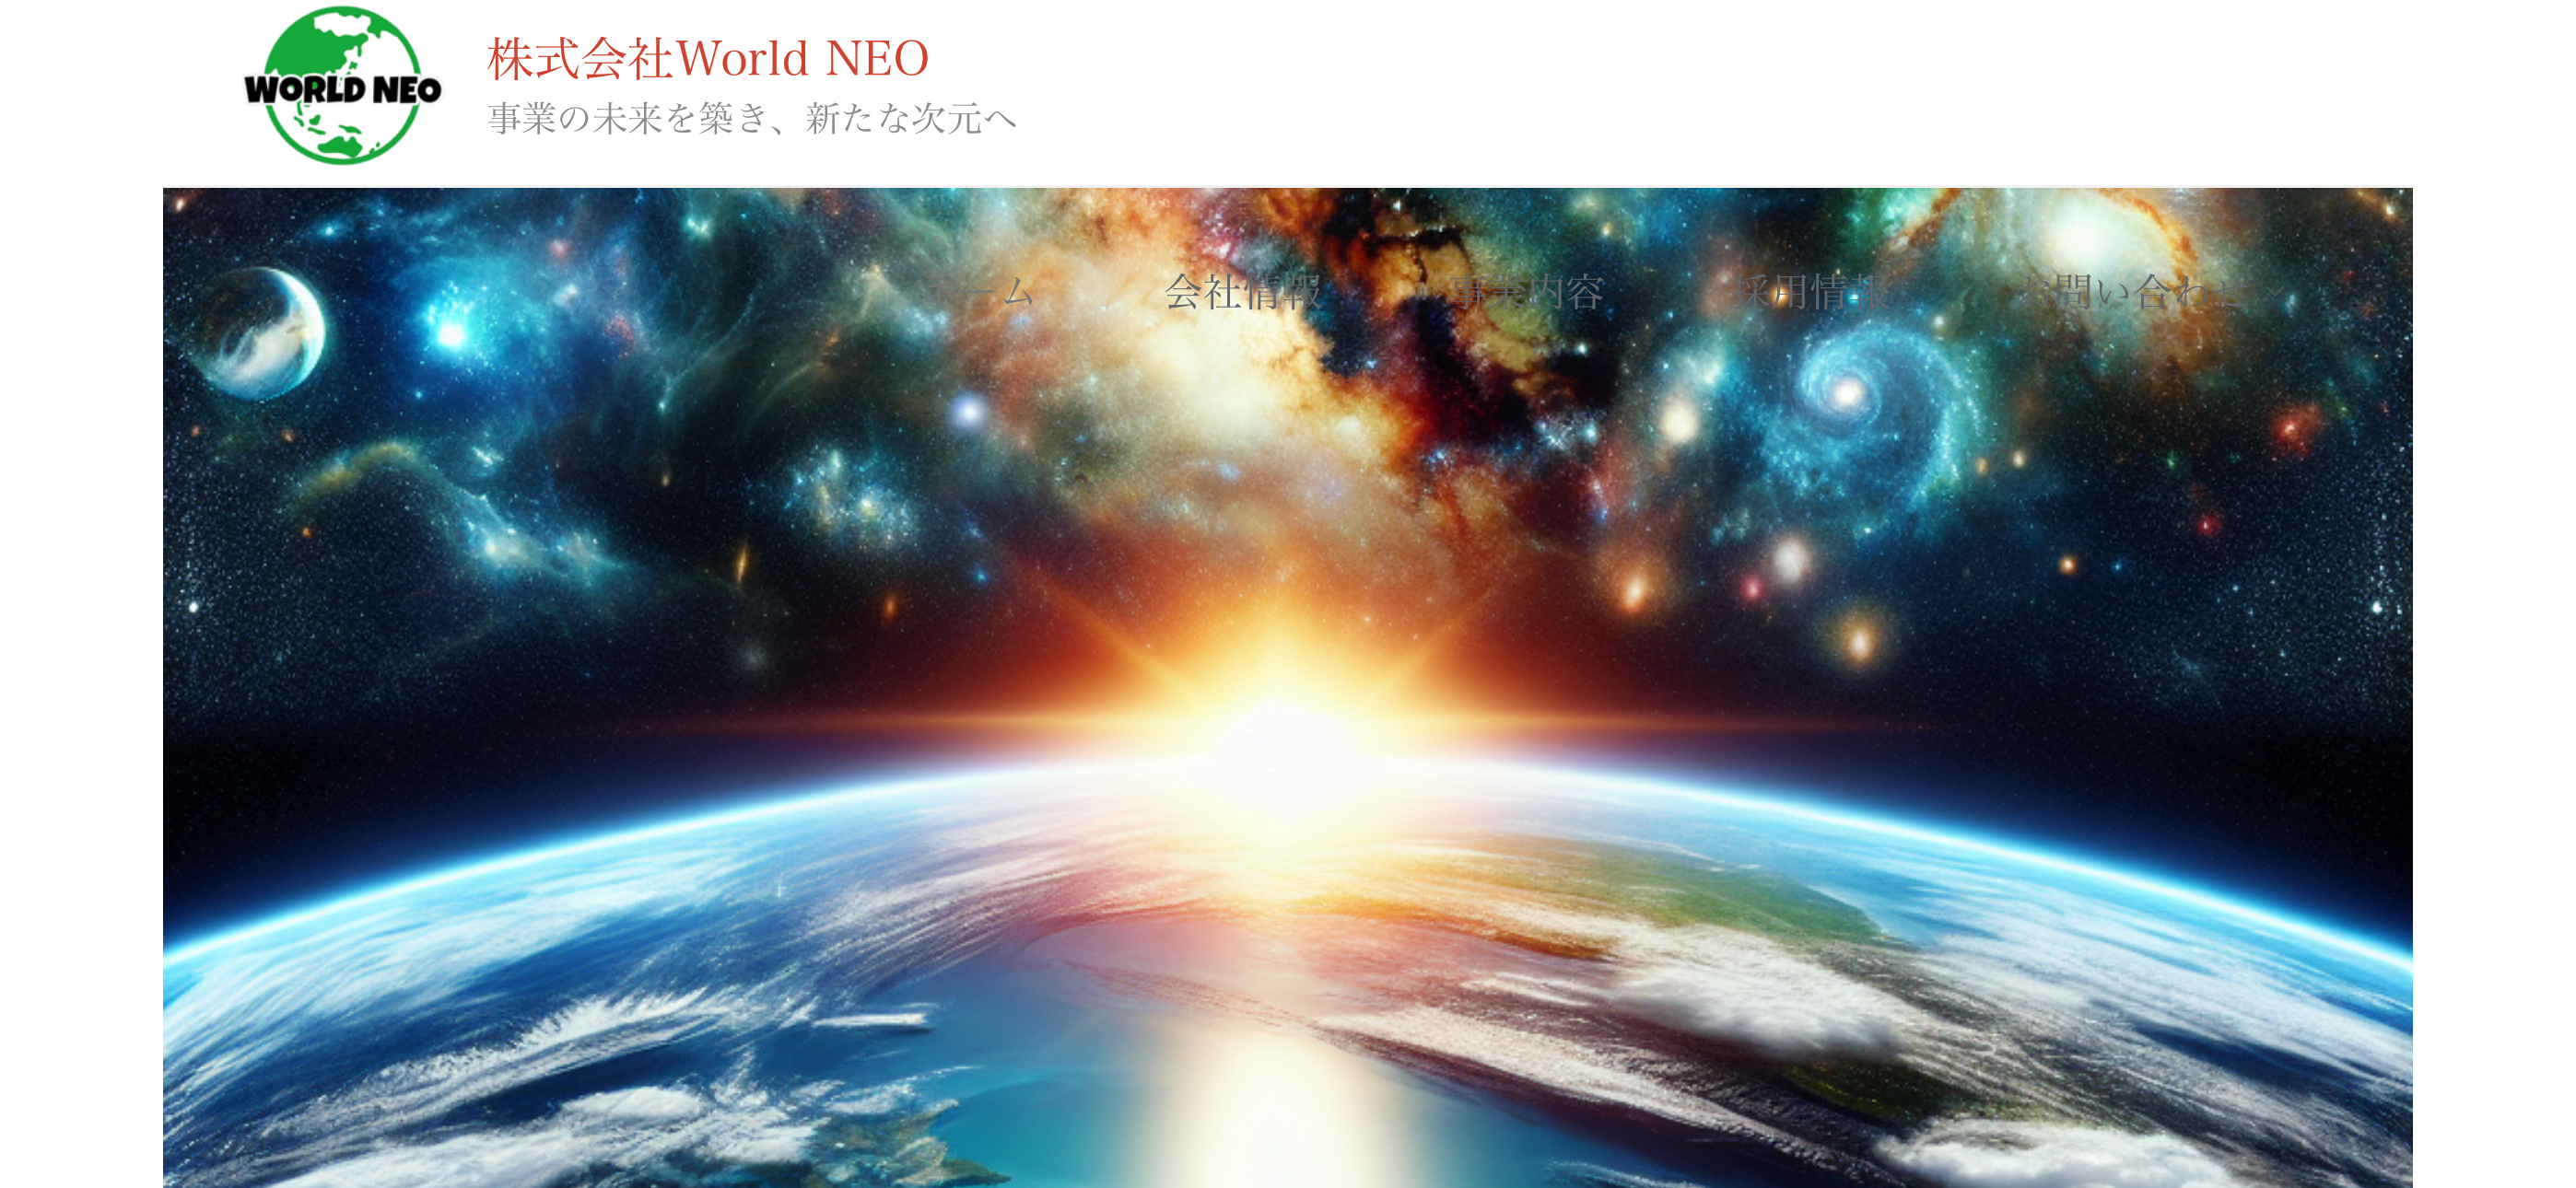 WORLD NEO
株式会社World NEO
事業の未来を築き、新たな次元へ
ーム
会社情報
事業内容
採用情報
お問い合わせ